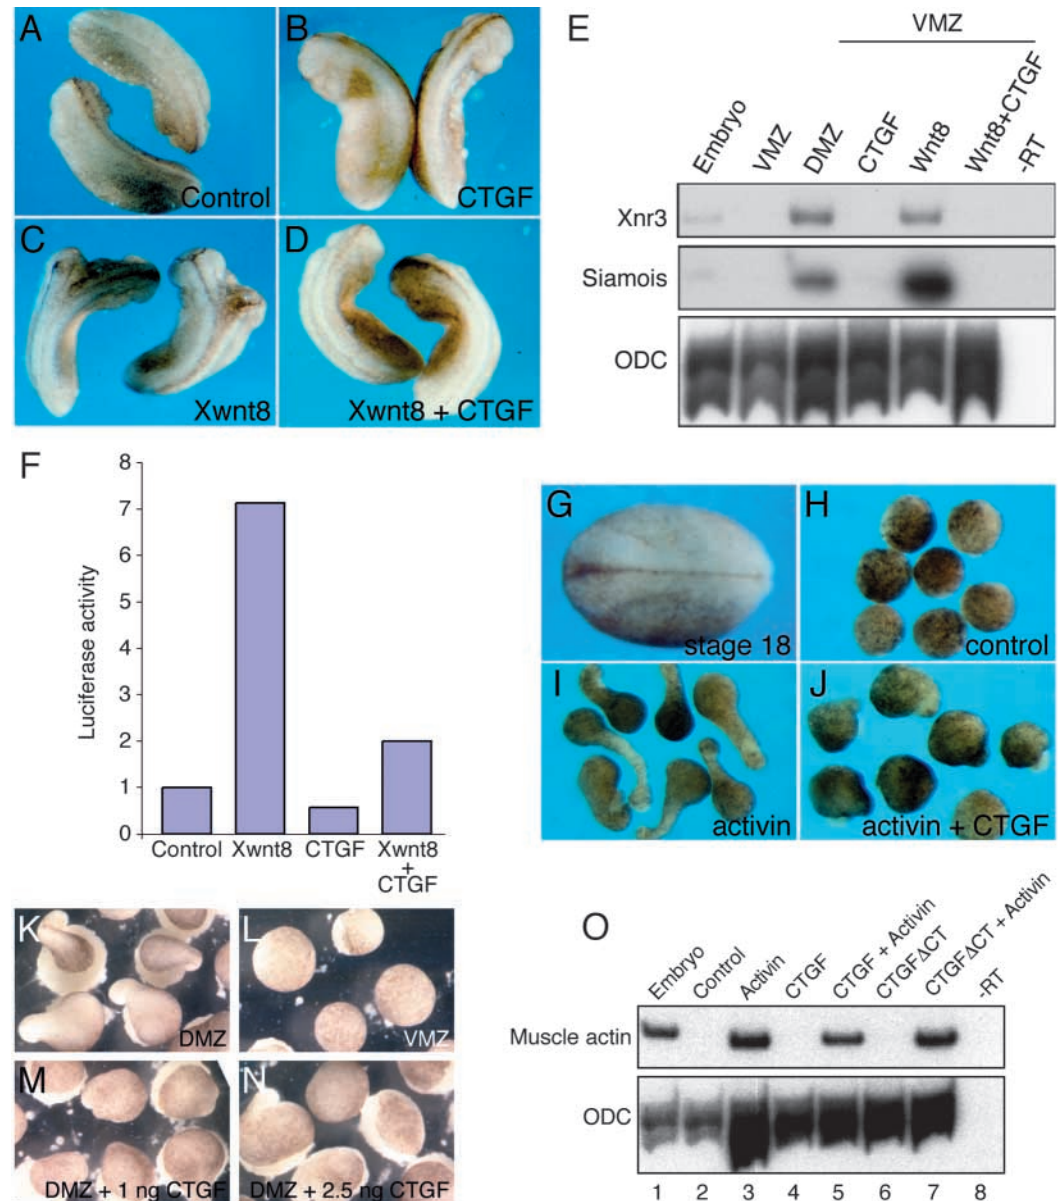 A
Control
B
CTGF
C
Xwnt8
D
Xwnt8 + CTGF
E
VMZ
Embryo
VMZ
DMZ
CTGF
Wnt8
Wnt8+CTGF
-RT
Xnr3
Siamois
ODC
F
Luciferase activity
8
7
6
5
4
3
2
1
0
Control
Xwnt8
CTGF
Xwnt8
+
CTGF
G
stage 18
H
control
I
activin
J
activin + CTGF
K
DMZ
L
VMZ
M
DMZ + 1 ng CTGF
N
DMZ + 2.5 ng CTGF
O
Embryo
Control
Activin
CTGF
CTGF + Activin
CTGFΔCT
CTGFΔCT + Activin
-RT
Muscle actin
ODC
1 2 3 4 5 6 7 8